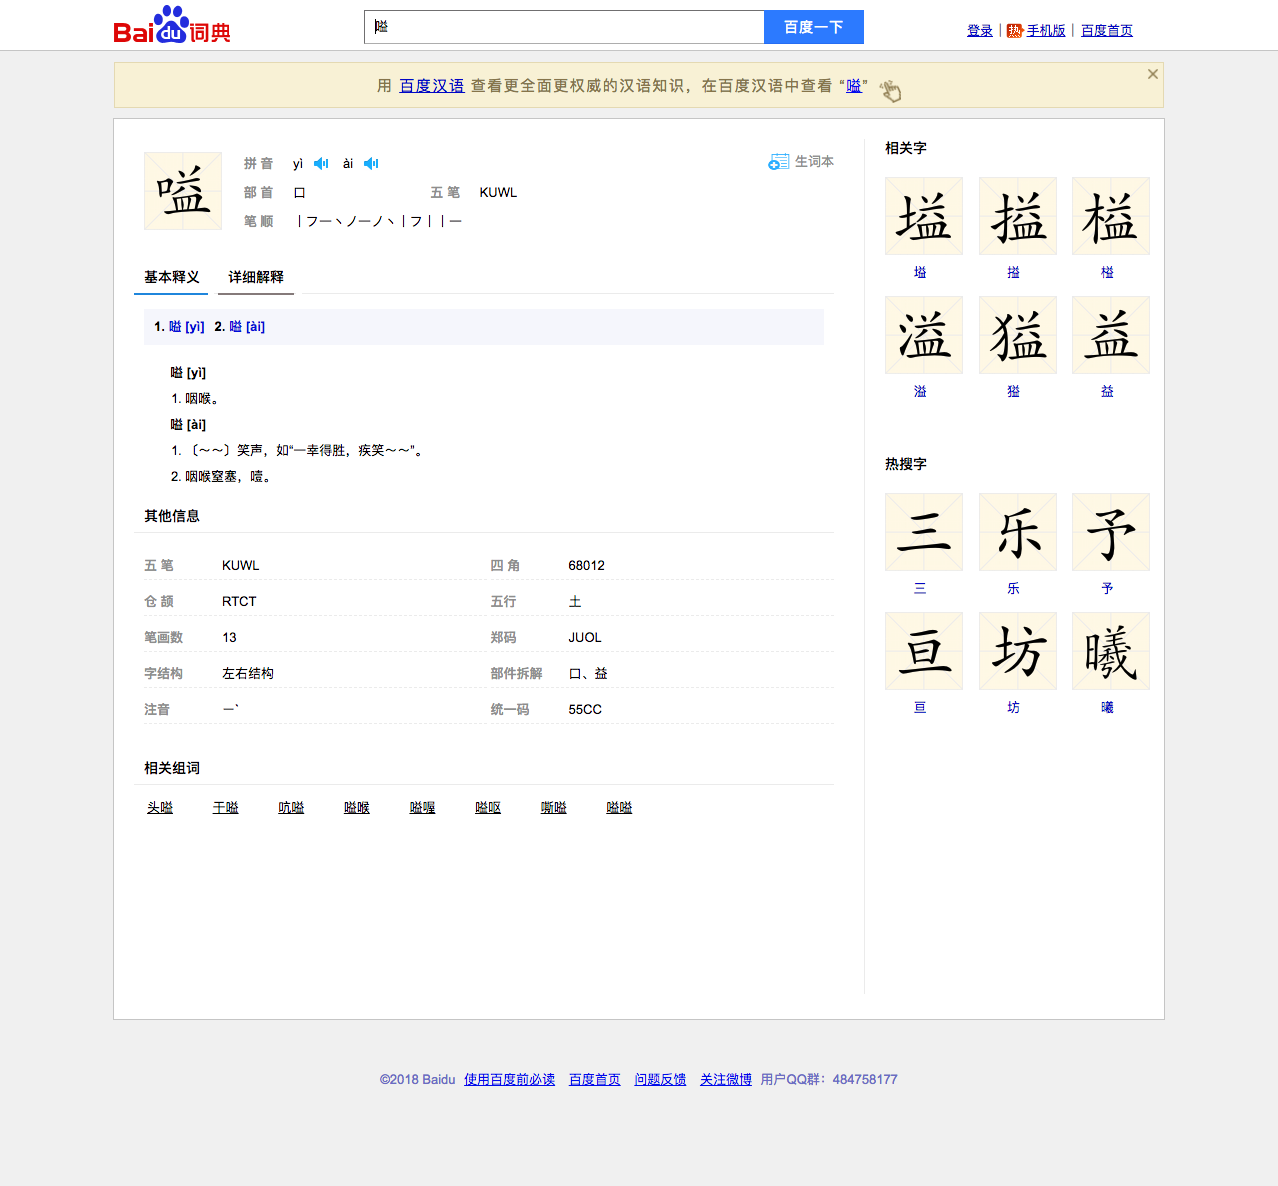 Baidu词典
嗌
百度一下
登录 | 热 手机版 | 百度首页
用 百度汉语 查看更全面更权威的汉语知识，在百度汉语中查看 “嗌”
嗌
拼 音 yì ài
生词本
部 首 口 五 笔 KUWL
笔 顺 丨フ一丶ノ一ノ丶丨フ丨丨一
基本释义 详细解释
1. 嗌 [yì] 2. 嗌 [ài]
嗌 [yì]
1. 咽喉。
嗌 [ài]
1. 〔～～〕笑声，如“一幸得胜，疾笑～～”。
2. 咽喉窒塞，噎。
其他信息
五 笔 KUWL 四 角 68012
仓 颉 RTCT 五行 土
笔画数 13 郑码 JUOL
字结构 左右结构 部件拆解 口、益
注音 ㄧˋ 统一码 55CC
相关组词
头嗌 干嗌 吭嗌 嗌喉 嗌喔 嗌呕 嘶嗌 嗌嗌
相关字
塧 搤 榏
塧 搤 榏
溢 獈 益
溢 獈 益
热搜字
三 乐 予
三 乐 予
亘 坊 曦
亘 坊 曦
©2018 Baidu 使用百度前必读 百度首页 问题反馈 关注微博 用户QQ群：484758177